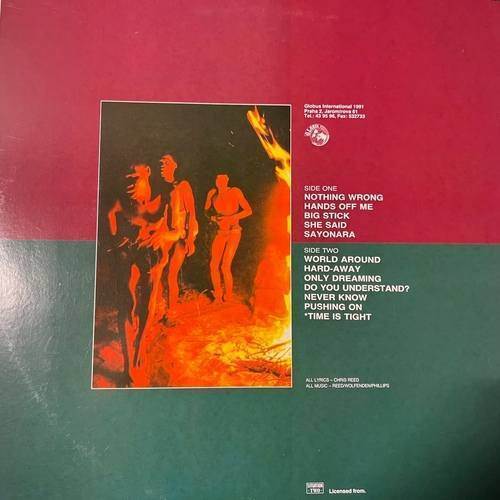 Globus International 1991
Praha 2, Jaromírova 61
Tel.: 43 95 96, Fax: 532733
SIDE ONE
NOTHING WRONG
HANDS OFF ME
BIG STICK
SHE SAID
SAYONARA
SIDE TWO
WORLD AROUND
HARD-AWAY
ONLY DREAMING
DO YOU UNDERSTAND?
NEVER KNOW
PUSHING ON
*TIME IS TIGHT
ALL LYRICS – CHRIS REED
ALL MUSIC – REED/WOLFENDEN/PHILLIPS
SITUATION
TWO
Licensed from.